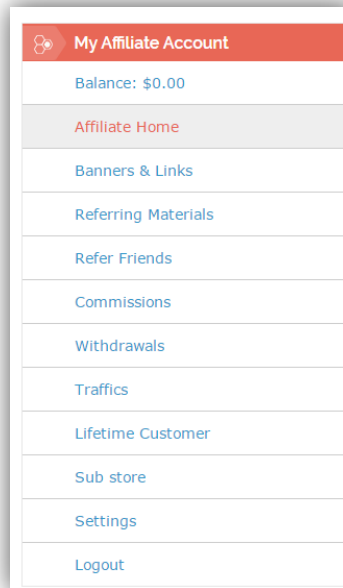 My Affiliate Account
Balance: $0.00
Affiliate Home
Banners & Links
Referring Materials
Refer Friends
Commissions
Withdrawals
Traffics
Lifetime Customer
Sub store
Settings
Logout